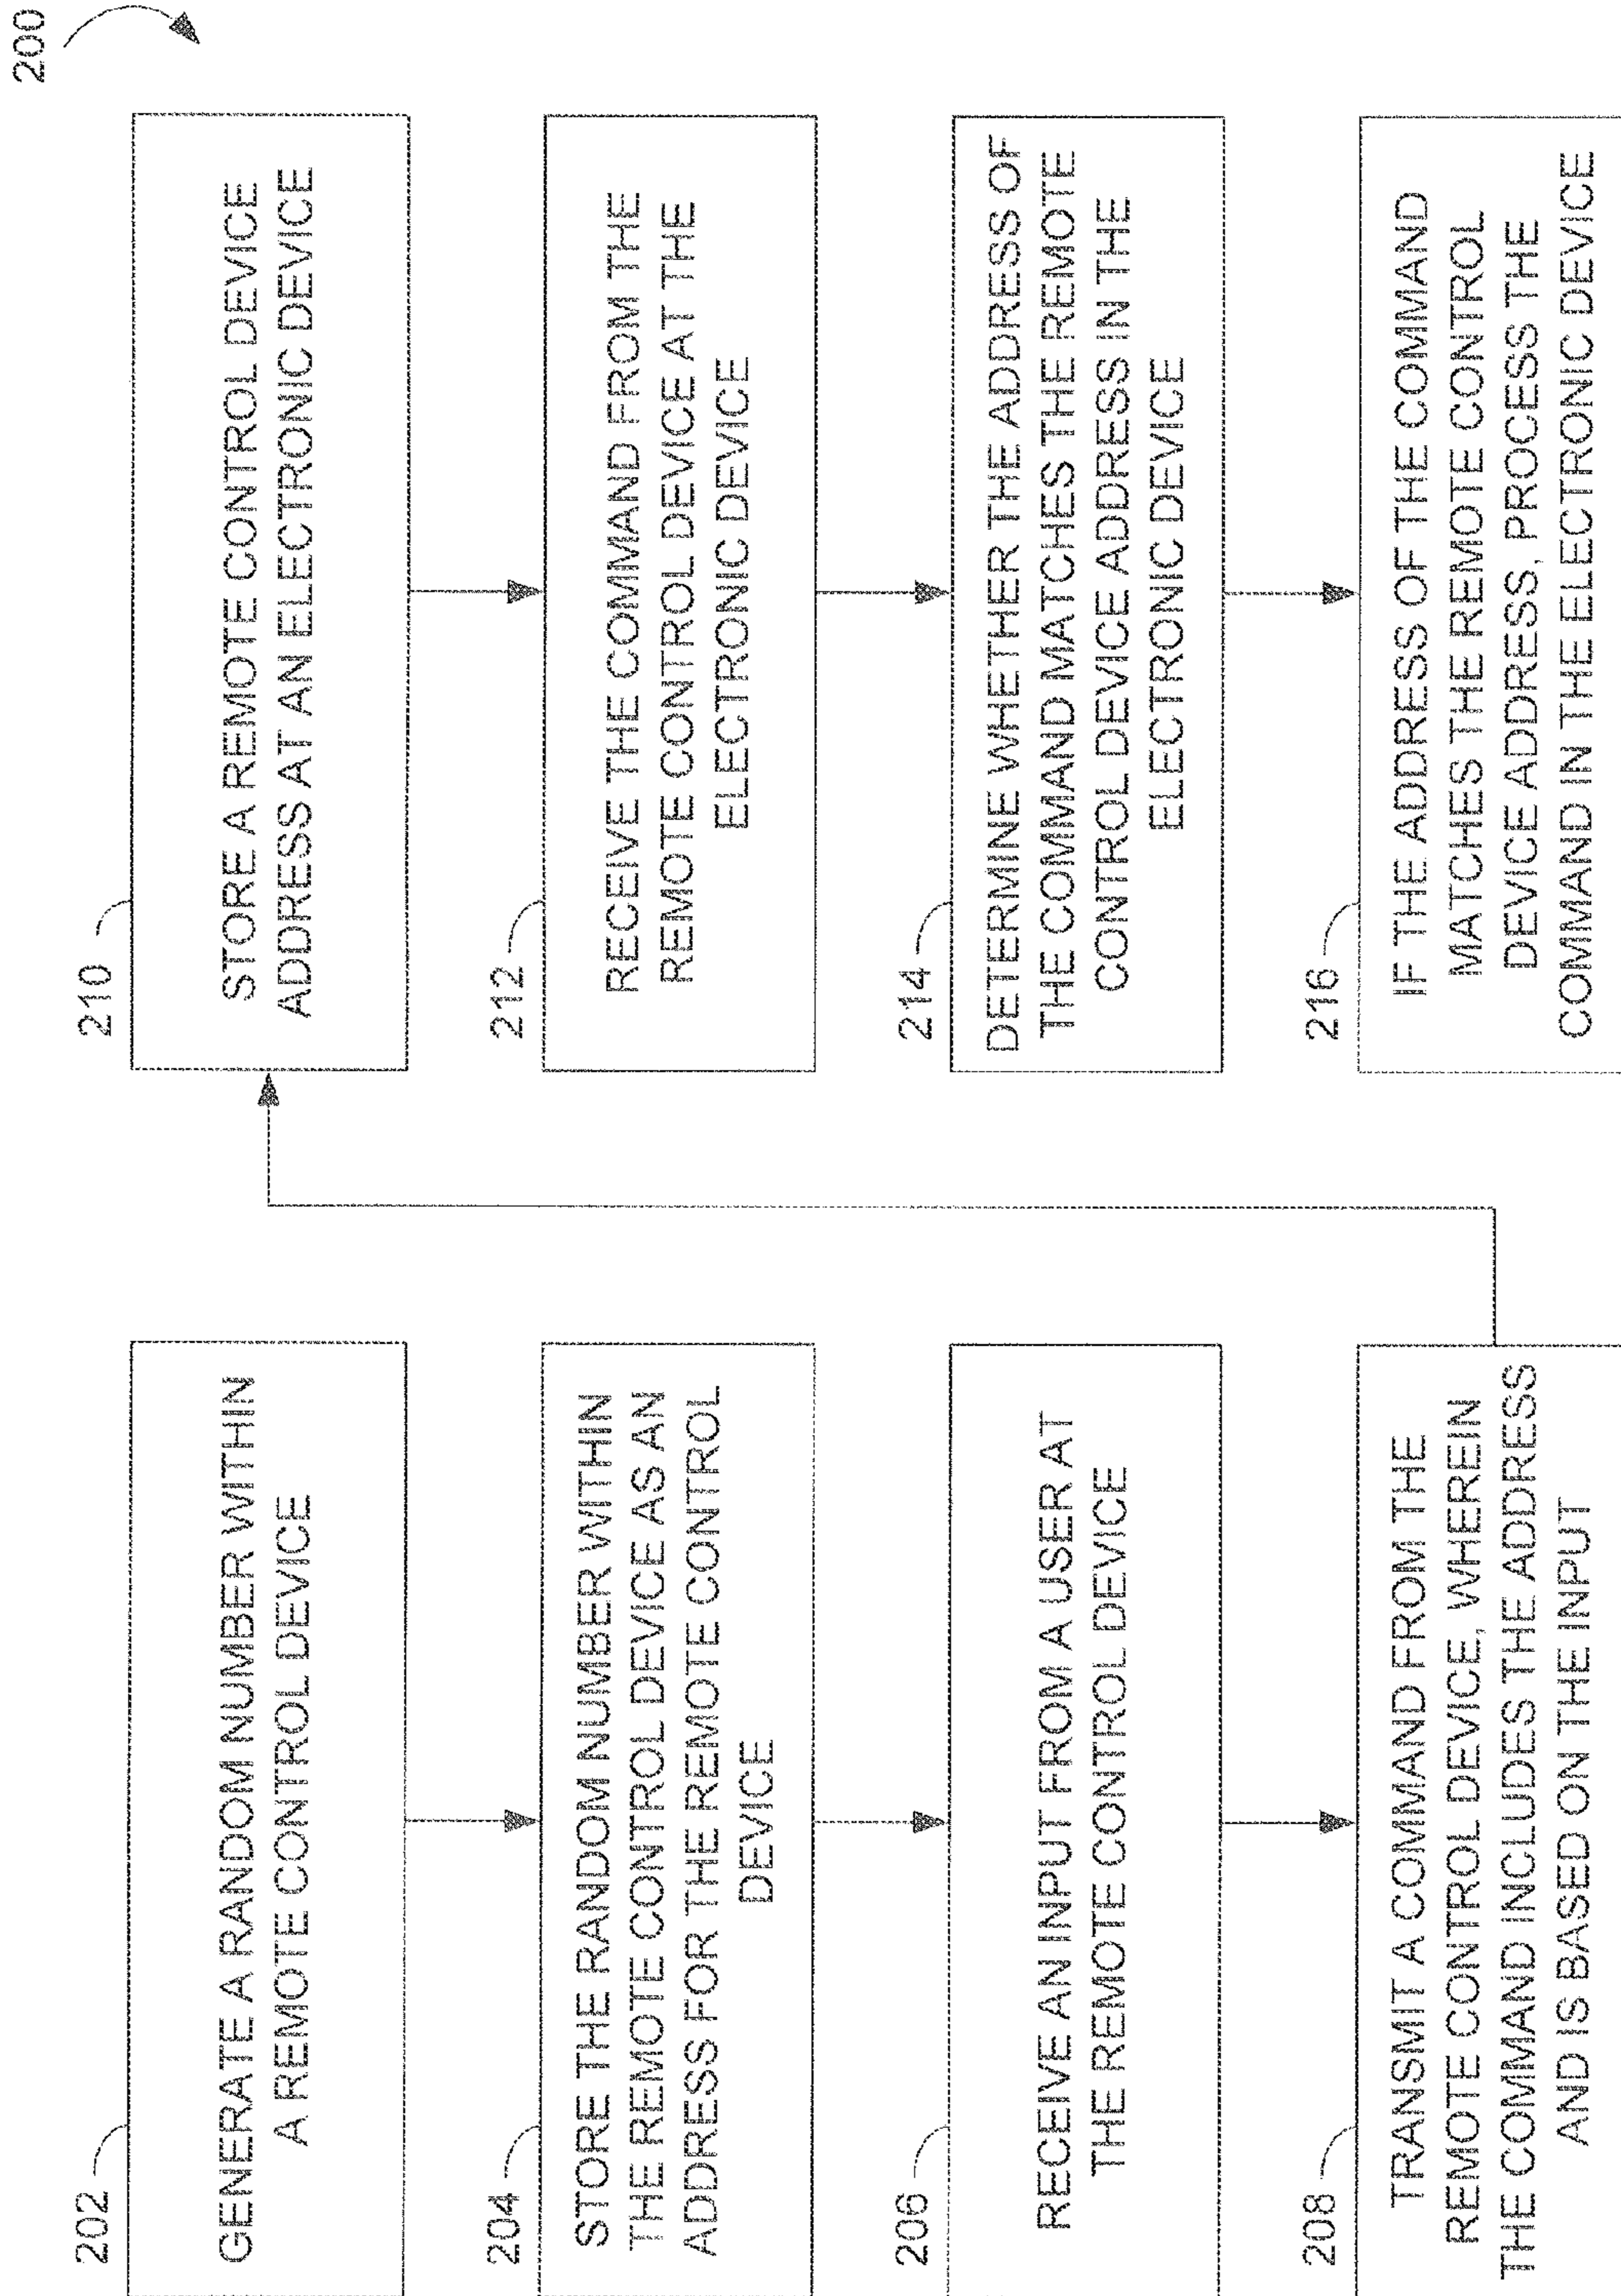 200
202
GENERATE A RANDOM NUMBER WITHIN
A REMOTE CONTROL DEVICE
204
STORE THE RANDOM NUMBER WITHIN
THE REMOTE CONTROL DEVICE AS AN
ADDRESS FOR THE REMOTE CONTROL
DEVICE
206
RECEIVE AN INPUT FROM A USER AT
THE REMOTE CONTROL DEVICE
208
TRANSMIT A COMMAND FROM THE
REMOTE CONTROL DEVICE, WHEREIN
THE COMMAND INCLUDES THE ADDRESS
AND IS BASED ON THE INPUT
210
STORE A REMOTE CONTROL DEVICE
ADDRESS AT AN ELECTRONIC DEVICE
212
RECEIVE THE COMMAND FROM THE
REMOTE CONTROL DEVICE AT THE
ELECTRONIC DEVICE
214
DETERMINE WHETHER THE ADDRESS OF
THE COMMAND MATCHES THE REMOTE
CONTROL DEVICE ADDRESS IN THE
ELECTRONIC DEVICE
216
IF THE ADDRESS OF THE COMMAND
MATCHES THE REMOTE CONTROL
DEVICE ADDRESS, PROCESS THE
COMMAND IN THE ELECTRONIC DEVICE